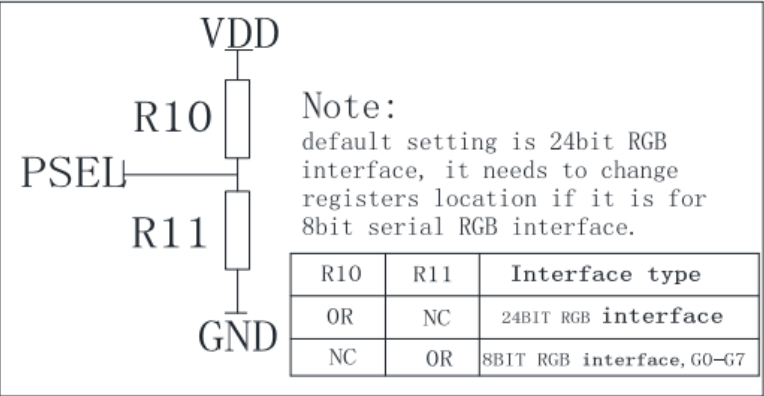 VDD
R10
PSEL
R11
GND
Note:
default setting is 24bit RGB
interface, it needs to change
registers location if it is for
8bit serial RGB interface.
R10 R11 Interface type
0R NC 24BIT RGB interface
NC 0R 8BIT RGB interface, G0-G7